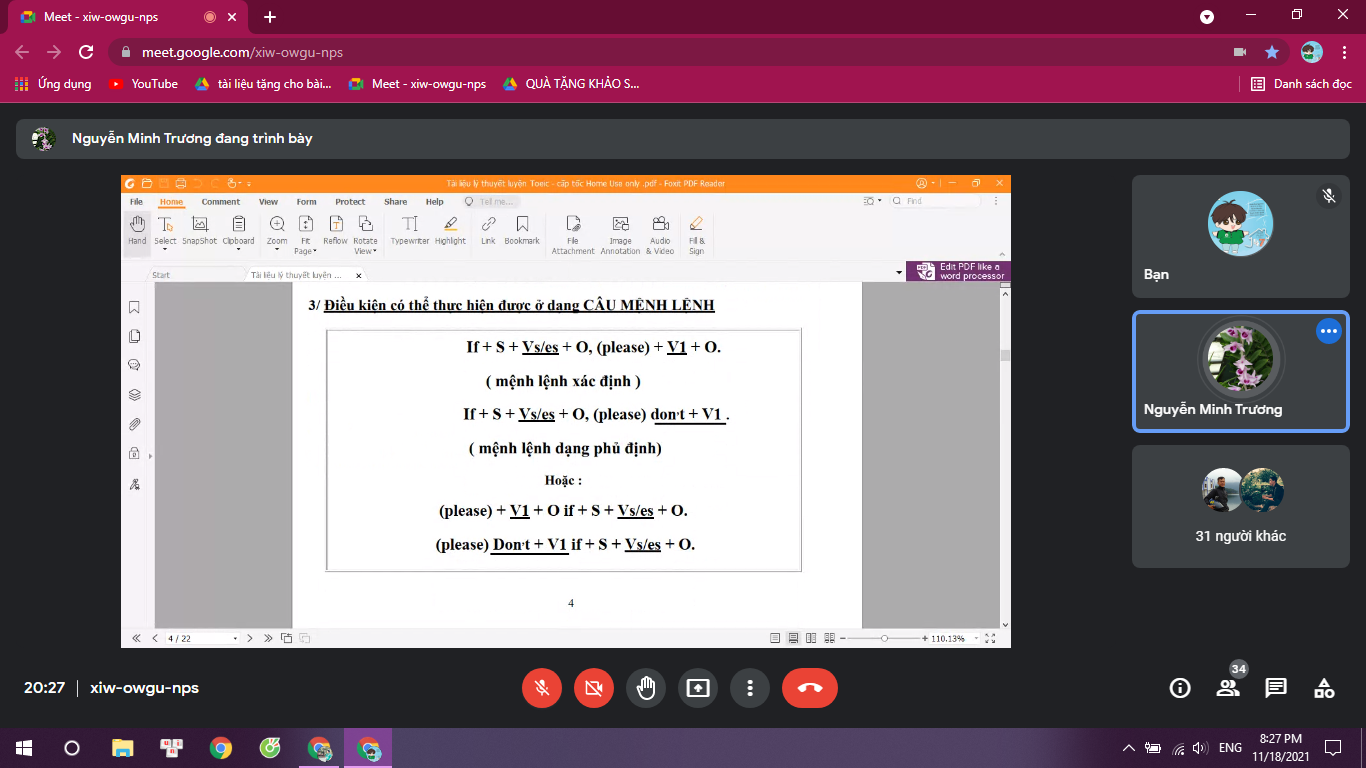 Meet - xiw-owgu-nps
meet.google.com/xiw-owgu-nps
Ứng dụng YouTube tài liệu tặng cho bài... Meet - xiw-owgu-nps QUÀ TẶNG KHẢO S... Danh sách đọc
Nguyễn Minh Trương đang trình bày
Tài liệu lý thuyết luyện Toeic - cấp tốc Home Use only .pdf - Foxit PDF Reader
File Home Comment View Form Protect Share Help Tell me... Find
Hand Select SnapShot Clipboard Zoom Fit Page Reflow Rotate View Typewriter Highlight Link Bookmark File Attachment Image Annotation Audio & Video Fill & Sign
Start Tài liệu lý thuyết luyện ... Edit PDF like a word processor
3/ Điều kiện có thể thực hiện được ở dạng CÂU MỆNH LỆNH
If + S + Vs/es + O, (please) + V1 + O.
( mệnh lệnh xác định )
If + S + Vs/es + O, (please) don't + V1 .
( mệnh lệnh dạng phủ định)
Hoặc :
(please) + V1 + O if + S + Vs/es + O.
(please) Don't + V1 if + S + Vs/es + O.
4
4 / 22 110.13%
Bạn
Nguyễn Minh Trương
31 người khác
20:27 xiw-owgu-nps
34
ENG
8:27 PM
11/18/2021